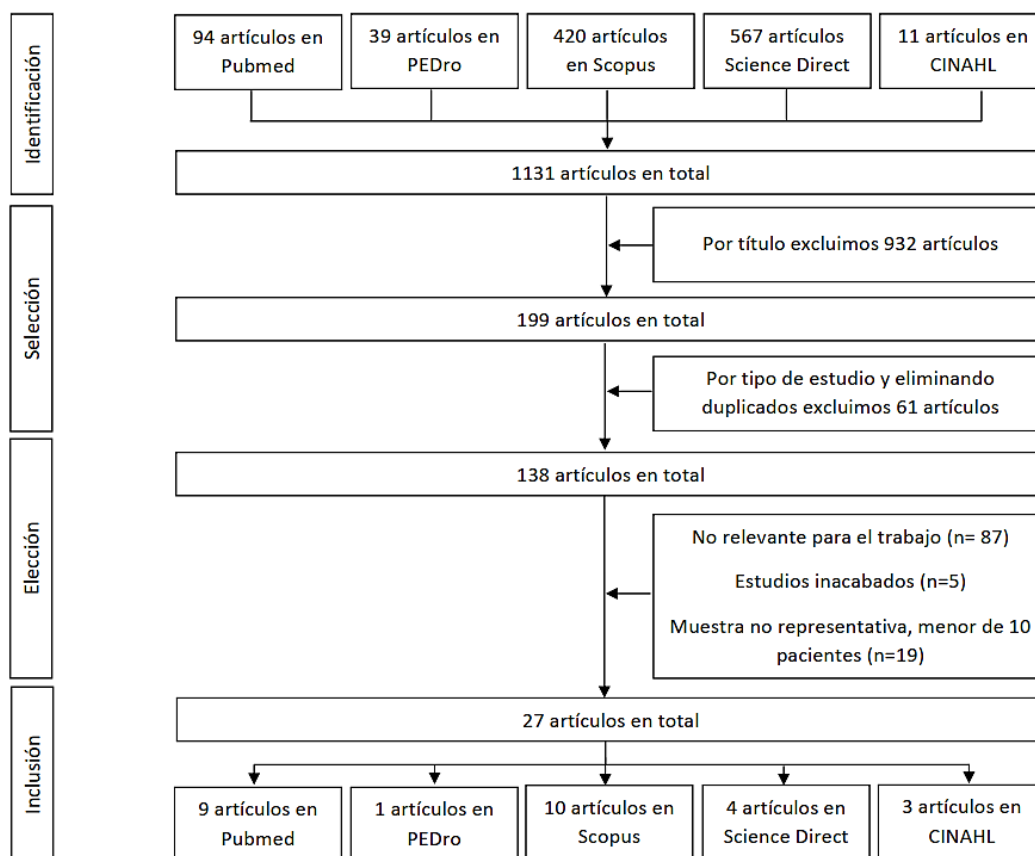 Identificación
94 artículos en
Pubmed
39 artículos en
PEDro
420 artículos
en Scopus
567 artículos
Science Direct
11 artículos en
CINAHL
1131 artículos en total
Selección
Por título excluimos 932 artículos
199 artículos en total
Por tipo de estudio y eliminando
duplicados excluimos 61 artículos
Elección
138 artículos en total
No relevante para el trabajo (n= 87)
Estudios inacabados (n=5)
Muestra no representativa, menor de 10
pacientes (n=19)
Inclusión
27 artículos en total
9 artículos en
Pubmed
1 artículos en
PEDro
10 artículos en
Scopus
4 artículos en
Science Direct
3 artículos en
CINAHL